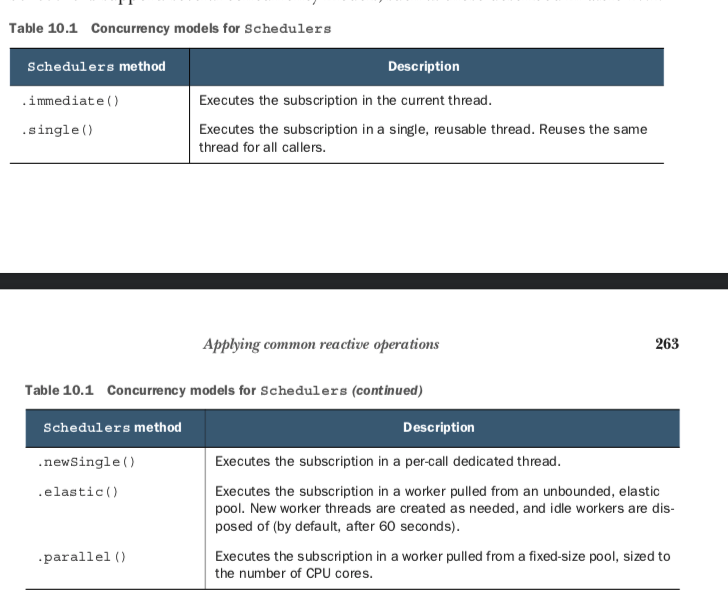 Table 10.1 Concurrency models for Schedulers
Schedulers method Description
.immediate() Executes the subscription in the current thread.
.single() Executes the subscription in a single, reusable thread. Reuses the same
thread for all callers.
Applying common reactive operations 263
Table 10.1 Concurrency models for Schedulers (continued)
Schedulers method Description
.newSingle() Executes the subscription in a per-call dedicated thread.
.elastic() Executes the subscription in a worker pulled from an unbounded, elastic
pool. New worker threads are created as needed, and idle workers are dis-
posed of (by default, after 60 seconds).
.parallel() Executes the subscription in a worker pulled from a fixed-size pool, sized to
the number of CPU cores.